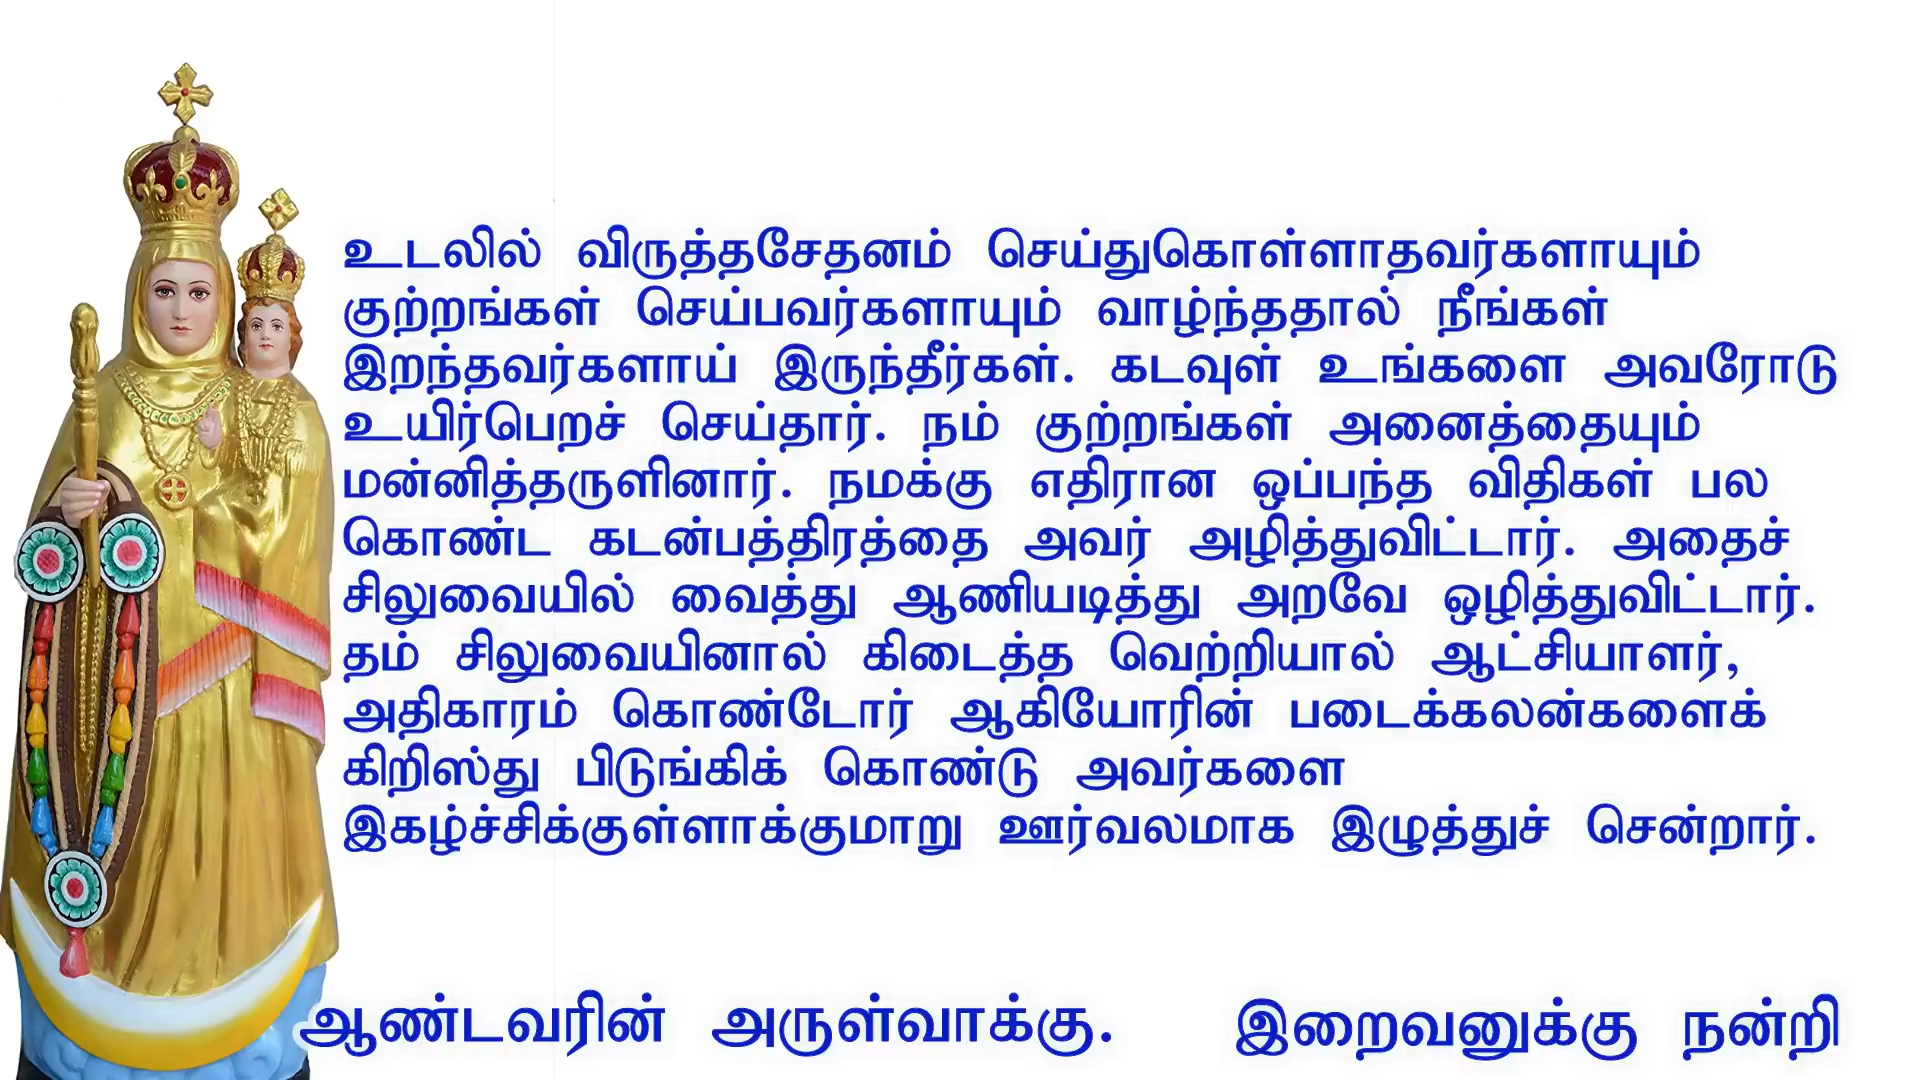 உடலில் விருத்தசேதனம் செய்துகொள்ளாதவர்களாயும்
குற்றங்கள் செய்பவர்களாயும் வாழ்ந்ததால் நீங்கள்
இறந்தவர்களாய் இருந்தீர்கள். கடவுள் உங்களை அவரோடு
உயிர்பெறச் செய்தார். நம் குற்றங்கள் அனைத்தையும்
மன்னித்தருளினார். நமக்கு எதிரான ஒப்பந்த விதிகள் பல
கொண்ட கடன்பத்திரத்தை அவர் அழித்துவிட்டார். அதைச்
சிலுவையில் வைத்து ஆணியடித்து அறவே ஒழித்துவிட்டார்.
தம் சிலுவையினால் கிடைத்த வெற்றியால் ஆட்சியாளர்,
அதிகாரம் கொண்டோர் ஆகியோரின் படைக்கலன்களைக்
கிறிஸ்து பிடுங்கிக் கொண்டு அவர்களை
இகழ்ச்சிக்குள்ளாக்குமாறு ஊர்வலமாக இழுத்துச் சென்றார்.
ஆண்டவரின் அருள்வாக்கு. இறைவனுக்கு நன்றி